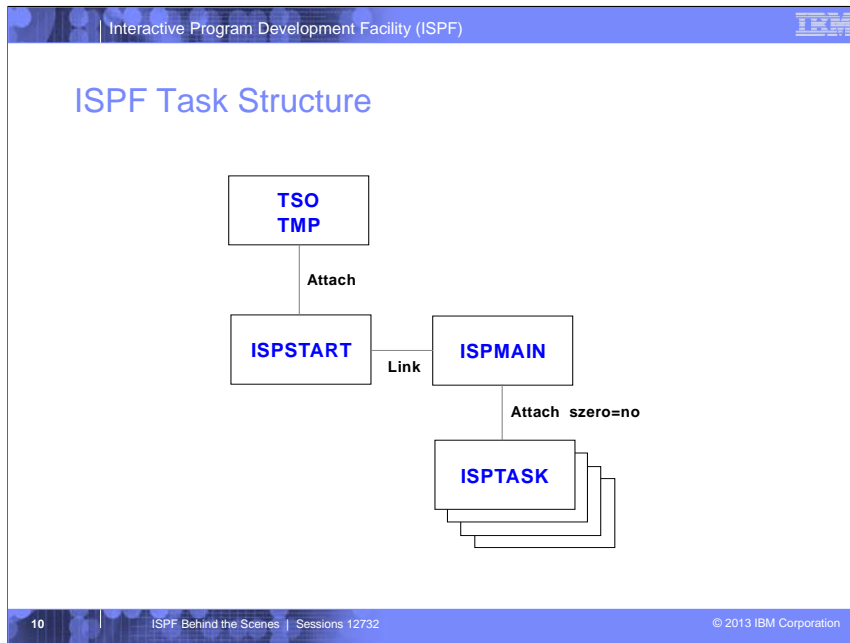 Interactive Program Development Facility (ISPF)
IBM
ISPF Task Structure
TSO
TMP
Attach
ISPSTART
Link
ISPMAIN
Attach szero=no
ISPTASK
10
ISPF Behind the Scenes | Sessions 12732
© 2013 IBM Corporation